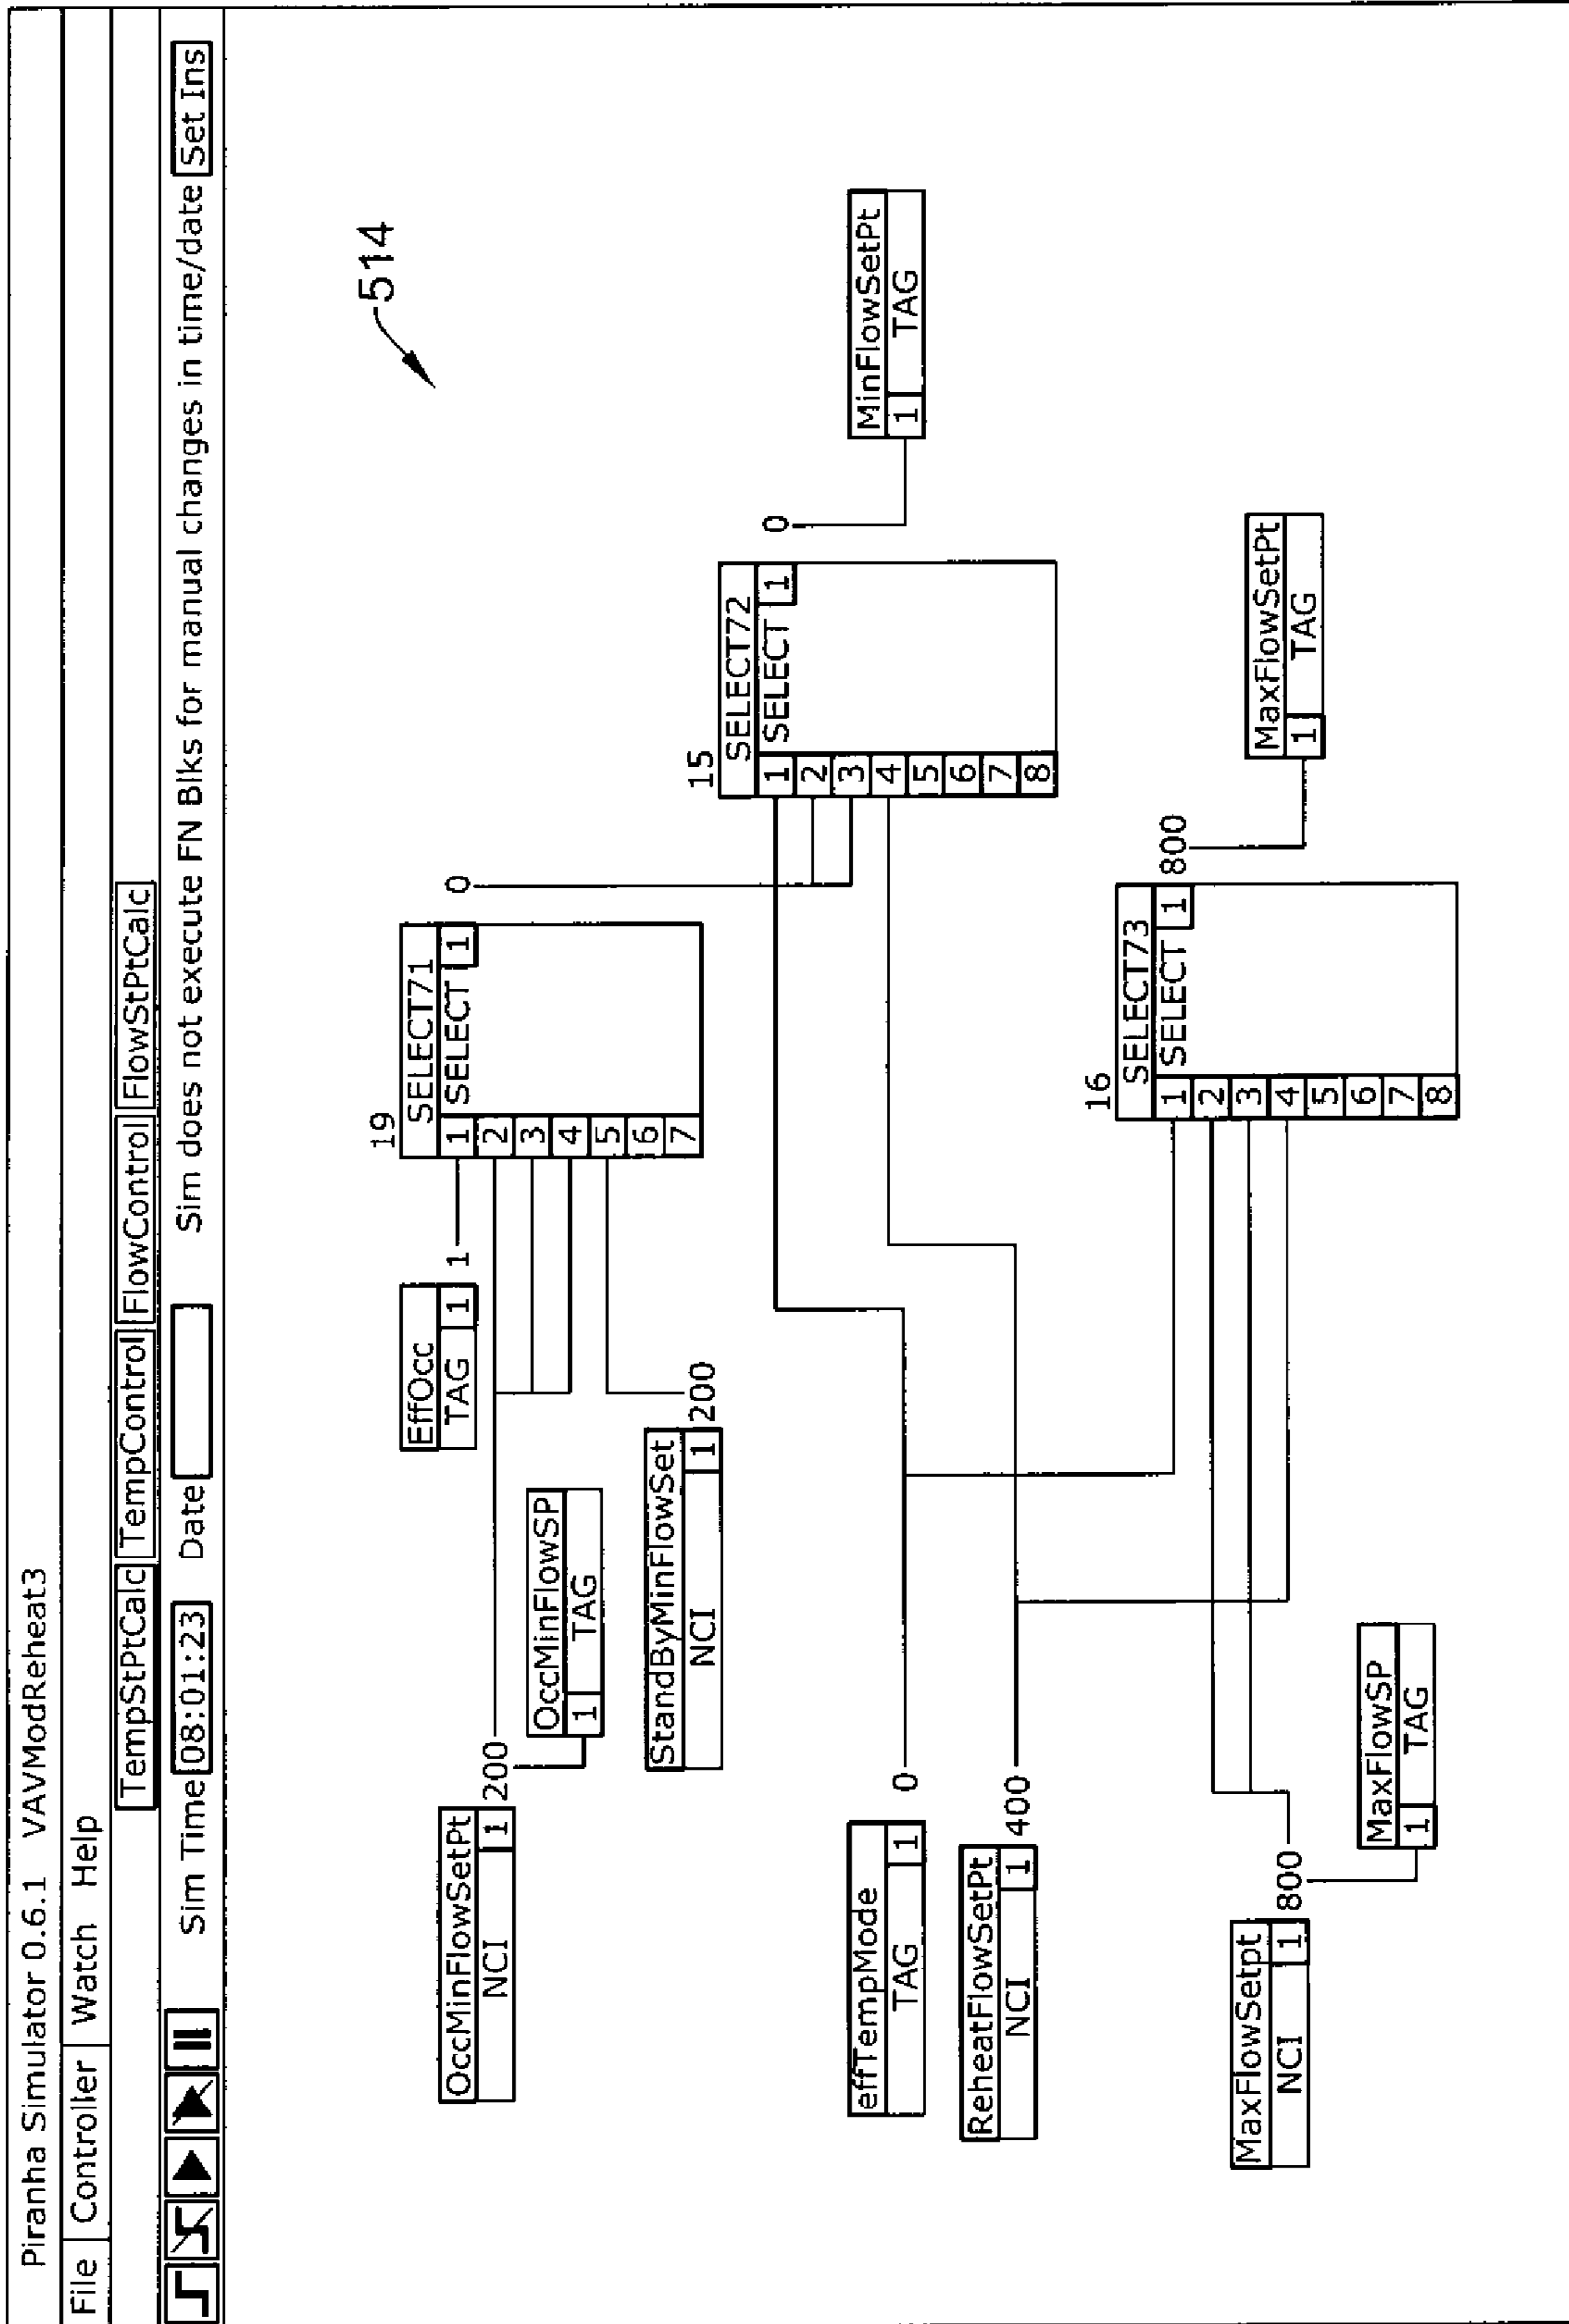 Piranha Simulator 0.6.1 VAVModReheat3
File Controller Watch Help
TempStPtCalc TempControl FlowControl FlowStPtCalc
Sim Time 08:01:23 Date Sim does not execute FN Blks for manual changes in time/date Set Ins
514
19
SELECT71
SELECT 1
1
2
3
4
5
6
7
0
EffOcc
TAG 1
1
OccMinFlowSetPt
NCI 1
200
OccMinFlowSP
1 TAG
StandByMinFlowSet
NCI 1
200
15
SELECT72
SELECT 1
1
2
3
4
5
6
7
8
0
MinFlowSetPt
1 TAG
effTempMode
TAG 1
0
ReheatFlowSetPt
NCI 1
400
16
SELECT73
SELECT 1
1
2
3
4
5
6
7
8
800
MaxFlowSetPt
1 TAG
MaxFlowSetpt
NCI 1
800
MaxFlowSP
1 TAG